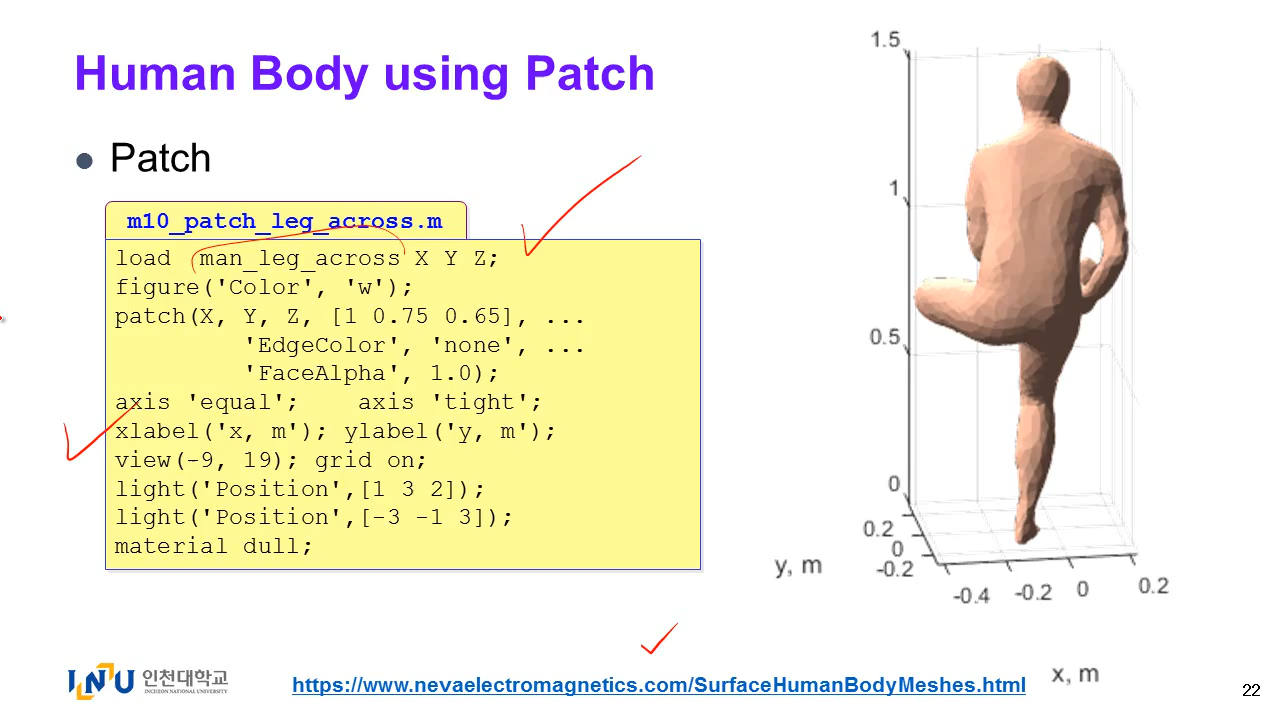 Human Body using Patch
● Patch
m10_patch_leg_across.m
load  man_leg_across X Y Z;
figure('Color', 'w');
patch(X, Y, Z, [1 0.75 0.65], ...
'EdgeColor', 'none', ...
'FaceAlpha', 1.0);
axis 'equal';    axis 'tight';
xlabel('x, m'); ylabel('y, m');
view(-9, 19); grid on;
light('Position',[1 3 2]);
light('Position',[-3 -1 3]);
material dull;
1.5
1
0.5
0
0.2
0
-0.2
y, m
-0.4
-0.2
0
0.2
x, m
INU 인천대학교
INCHEON NATIONAL UNIVERSITY
https://www.nevaelectromagnetics.com/SurfaceHumanBodyMeshes.html
22